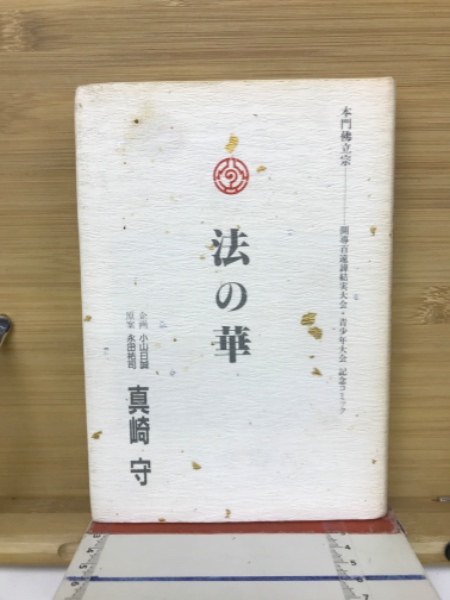 本門佛立宗――開導百遠諱結実大会・青少年大会 記念コミック
法の華
企画 小山日誠
原案 永田裕司
真崎 守